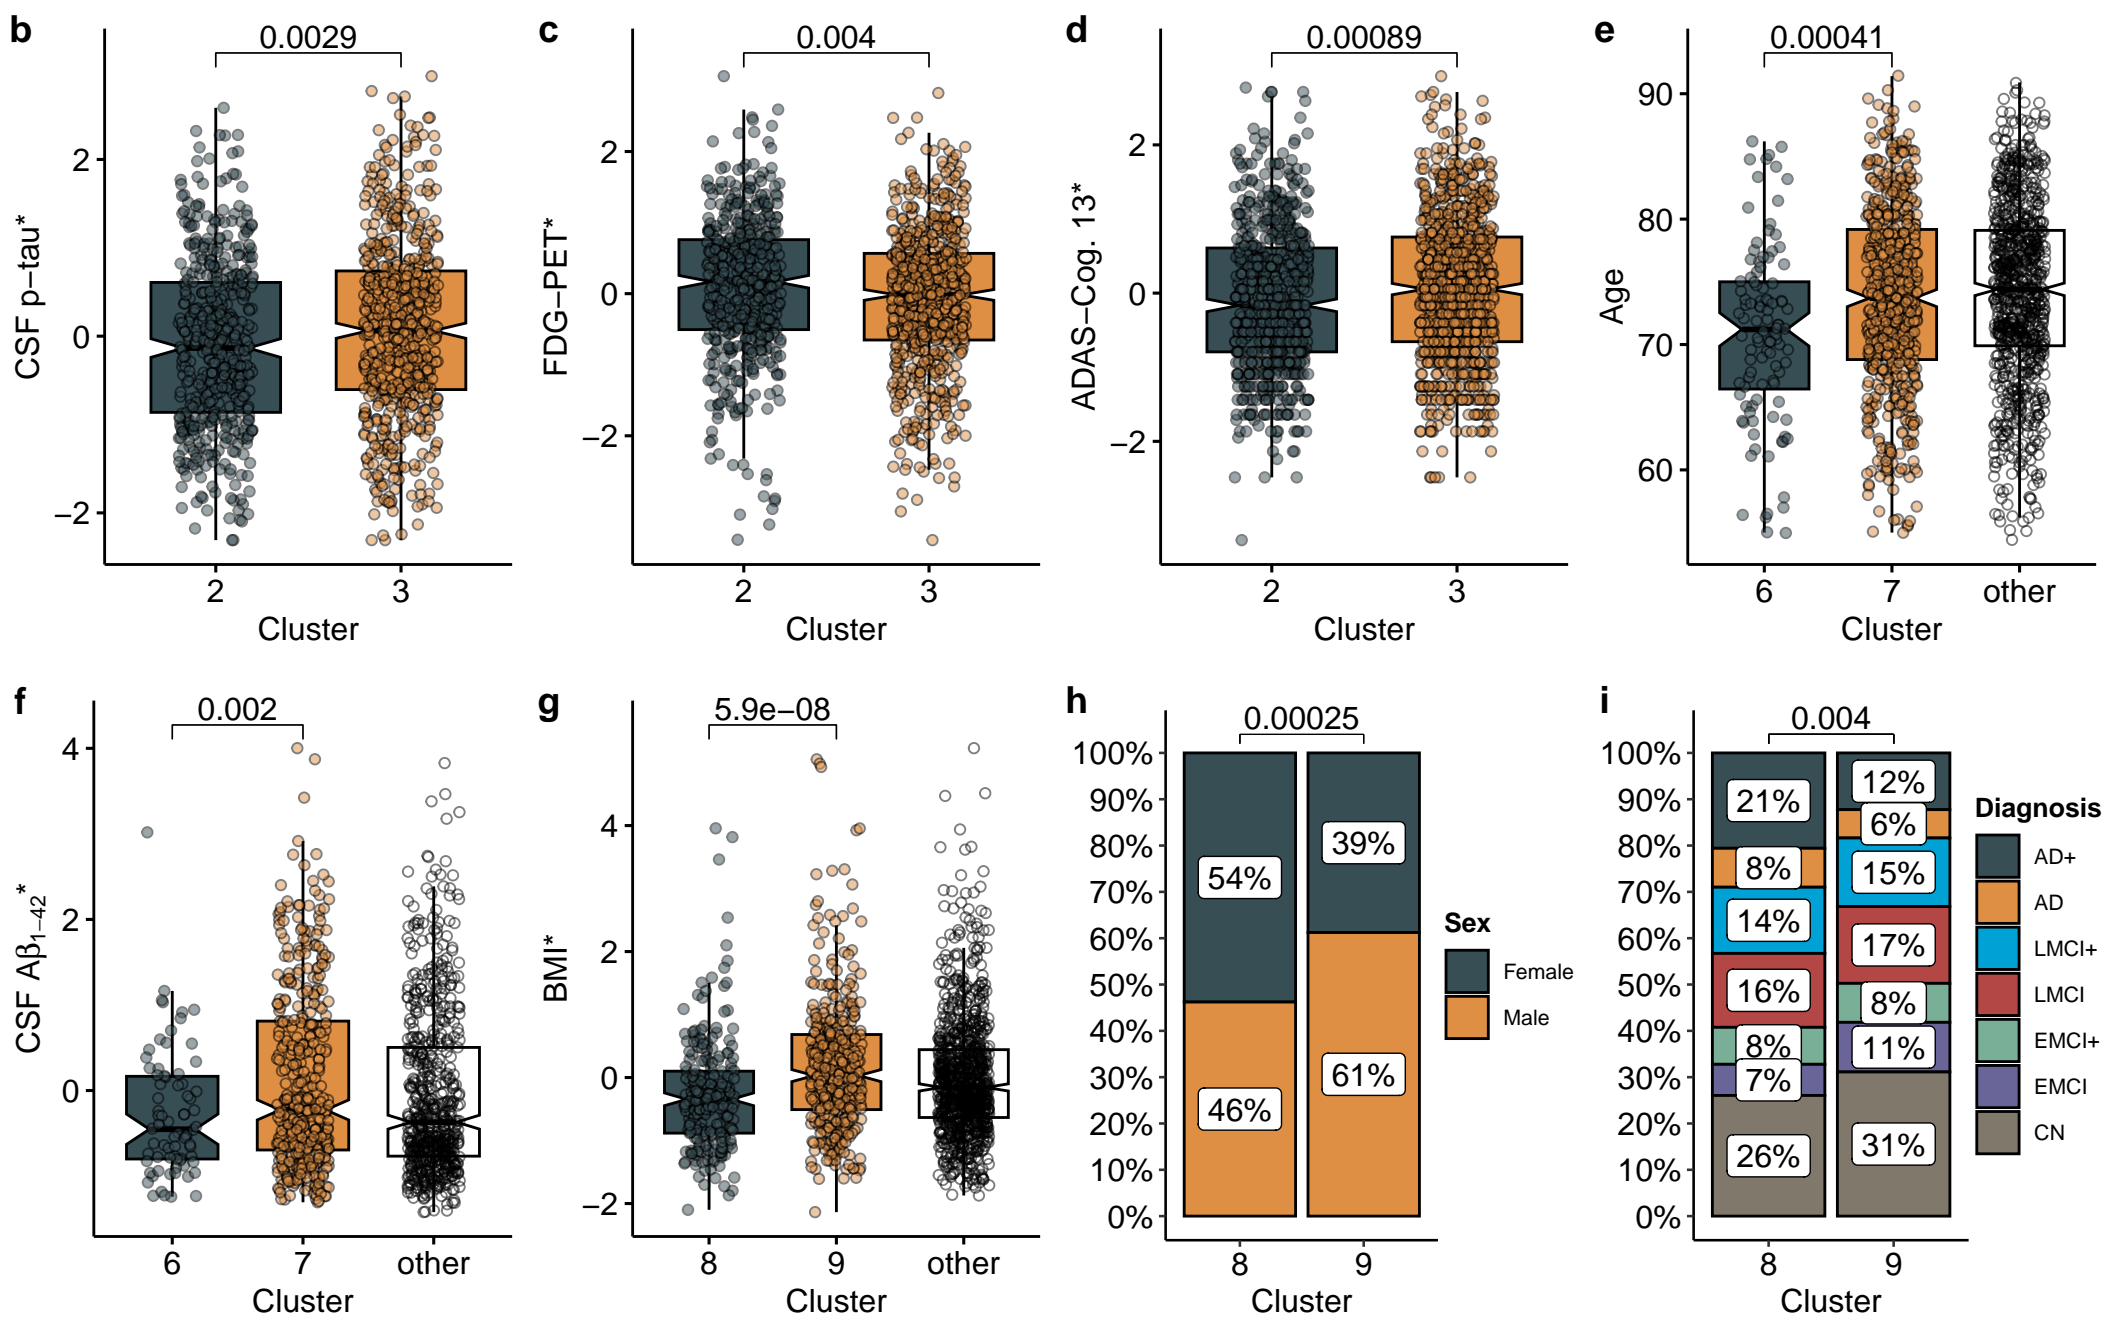 b
0.0029
CSF p−tau*
2
0
−2
2
3
Cluster
c
0.004
FDG−PET*
2
0
−2
2
3
Cluster
d
0.00089
ADAS−Cog. 13*
2
0
−2
2
3
Cluster
e
0.00041
Age
90
80
70
60
6
7
other
Cluster
f
0.002
CSF Aβ1−42*
4
2
0
6
7
other
Cluster
g
5.9e−08
BMI*
4
2
0
−2
8
9
other
Cluster
h
0.00025
100%
90%
80%
70%
60%
50%
40%
30%
20%
10%
0%
54%
46%
39%
61%
8
9
Cluster
Sex
Female
Male
i
0.004
100%
90%
80%
70%
60%
50%
40%
30%
20%
10%
0%
21%
8%
14%
16%
8%
7%
26%
12%
6%
15%
17%
8%
11%
31%
8
9
Cluster
Diagnosis
AD+
AD
LMCI+
LMCI
EMCI+
EMCI
CN